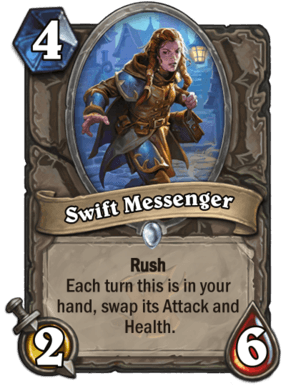 4
Swift Messenger
Rush
Each turn this is in your
hand, swap its Attack and
Health.
2
6